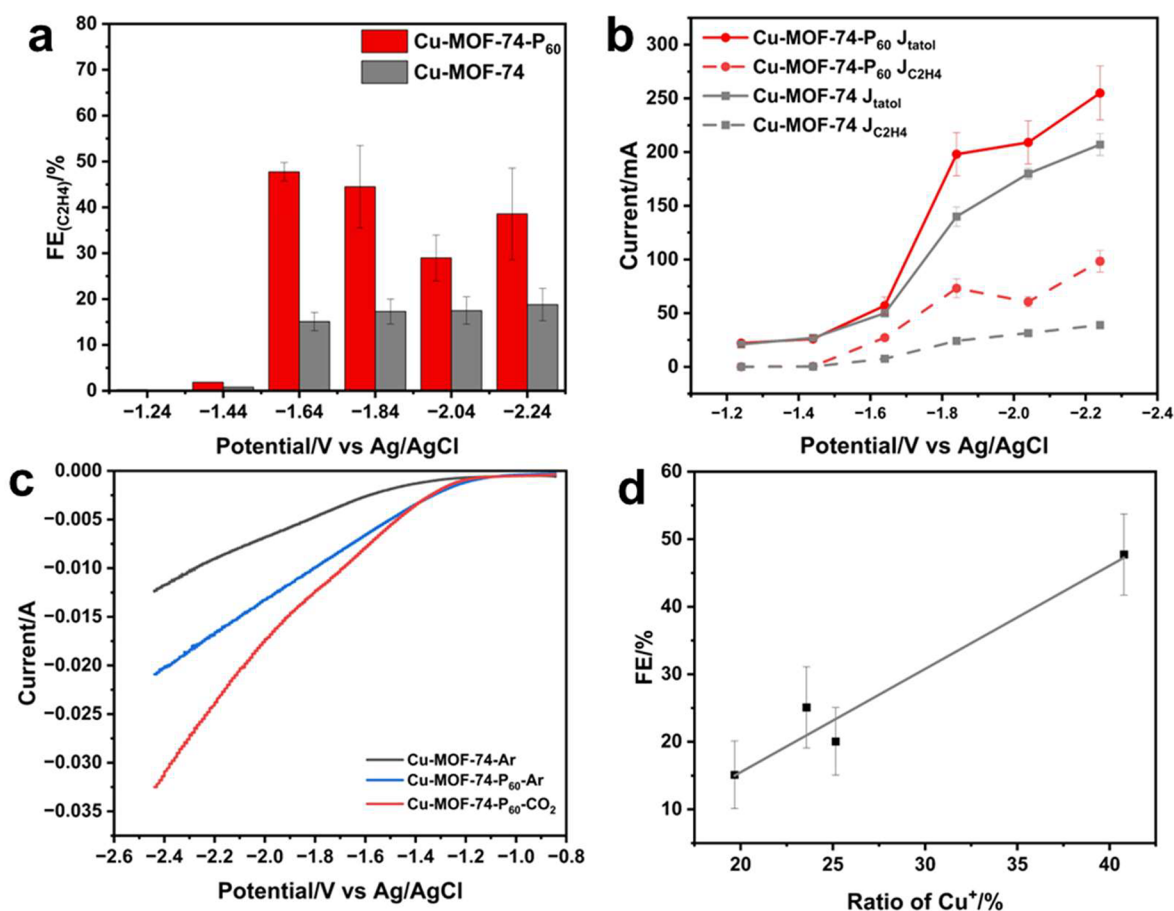 a
80
70
60
50
40
30
20
10
0
FE(C2H4)/%
Cu-MOF-74-P60
Cu-MOF-74
−1.24 −1.44 −1.64 −1.84 −2.04 −2.24
Potential/V vs Ag/AgCl
b
300
250
200
150
100
50
0
Current/mA
Cu-MOF-74-P60 Jtatol
Cu-MOF-74-P60 JC2H4
Cu-MOF-74 Jtatol
Cu-MOF-74 JC2H4
−1.2 −1.4 −1.6 −1.8 −2.0 −2.2 −2.4
Potential/V vs Ag/AgCl
c
0.000
−0.005
−0.010
−0.015
−0.020
−0.025
−0.030
−0.035
Current/A
Cu-MOF-74-Ar
Cu-MOF-74-P60-Ar
Cu-MOF-74-P60-CO2
−2.6 −2.4 −2.2 −2.0 −1.8 −1.6 −1.4 −1.2 −1.0 −0.8
Potential/V vs Ag/AgCl
d
60
50
40
30
20
10
FE/%
20 25 30 35 40
Ratio of Cu+/%